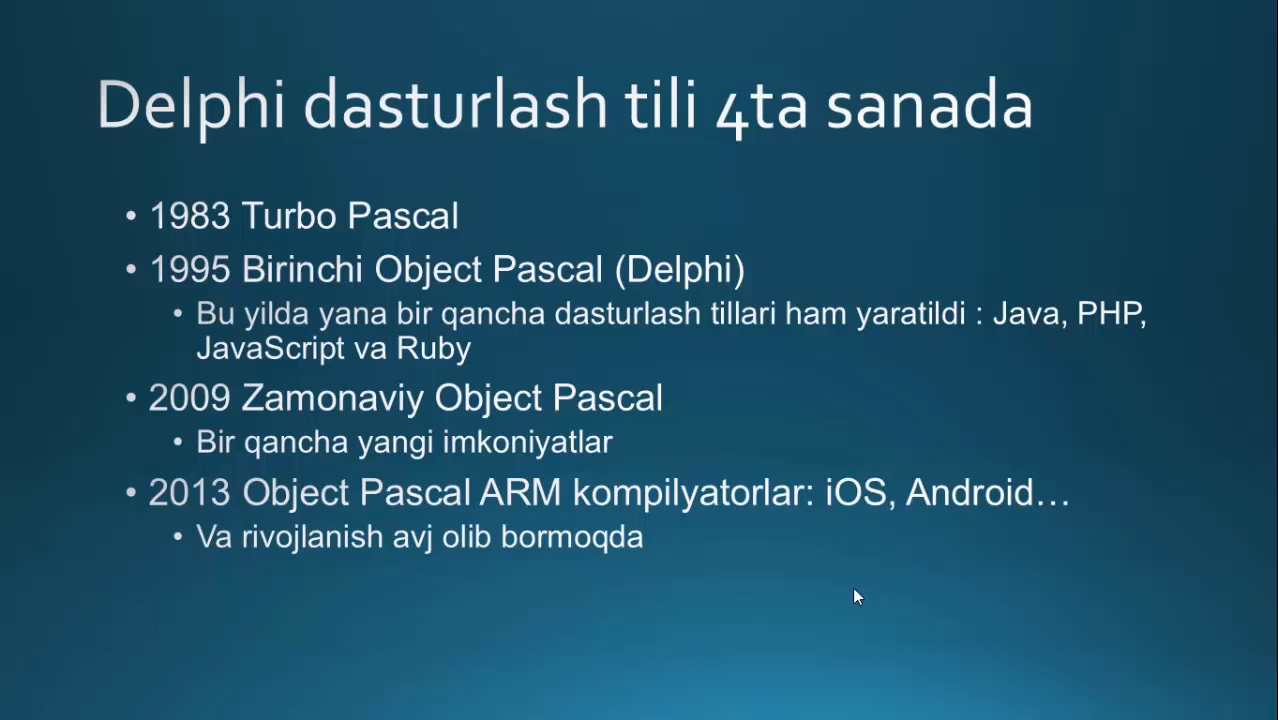 Delphi dasturlash tili 4ta sanada
• 1983 Turbo Pascal
• 1995 Birinchi Object Pascal (Delphi)
• Bu yilda yana bir qancha dasturlash tillari ham yaratildi : Java, PHP,
JavaScript va Ruby
• 2009 Zamonaviy Object Pascal
• Bir qancha yangi imkoniyatlar
• 2013 Object Pascal ARM kompilyatorlar: iOS, Android…
• Va rivojlanish avj olib bormoqda